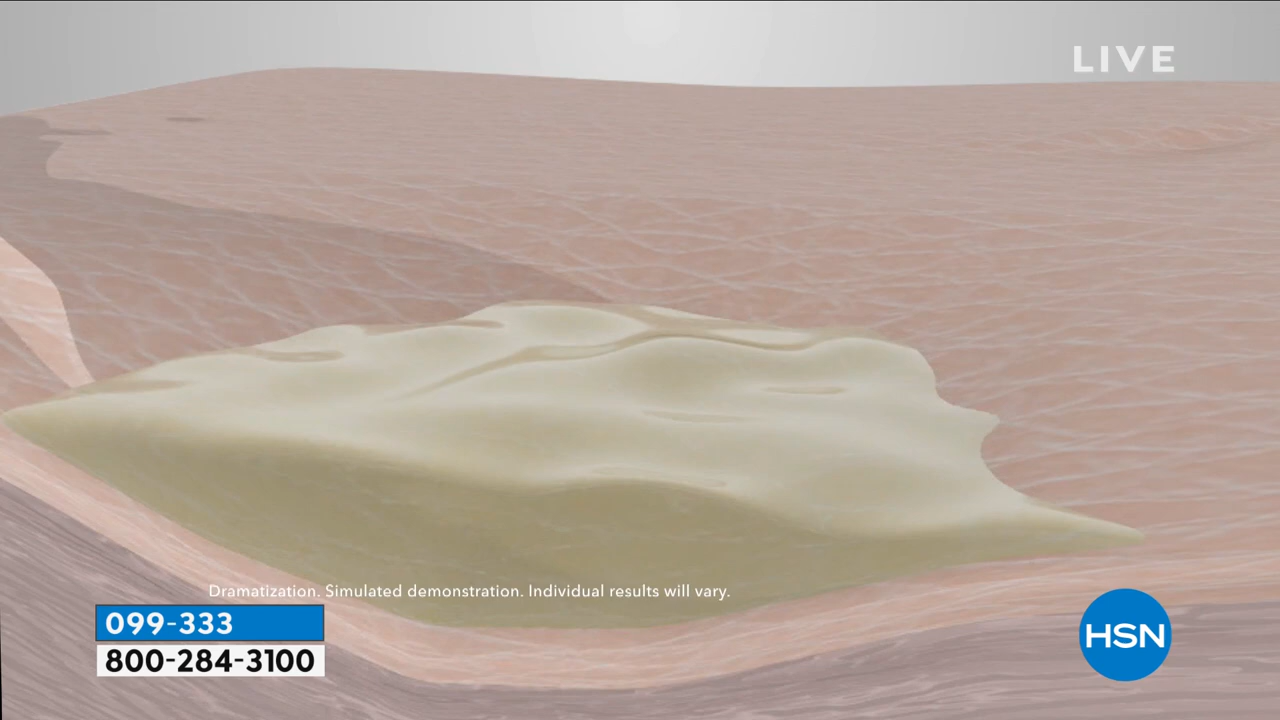 LIVE
Dramatization. Simulated demonstration. Individual results will vary.
099-333
800-284-3100
HSN